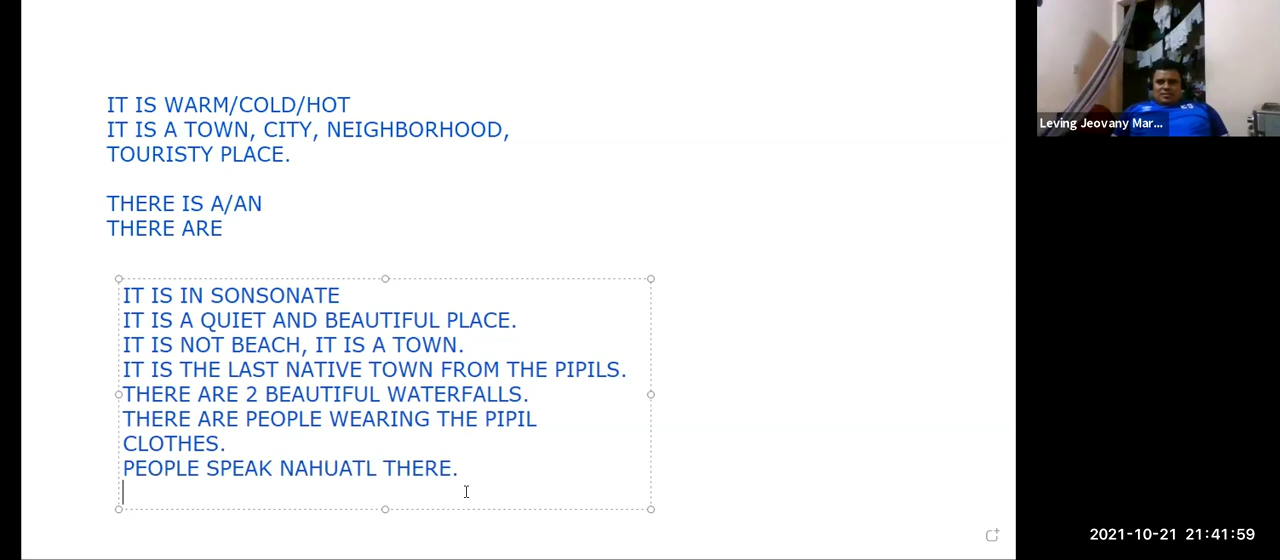 IT IS WARM/COLD/HOT
IT IS A TOWN, CITY, NEIGHBORHOOD,
TOURISTY PLACE.
THERE IS A/AN
THERE ARE
IT IS IN SONSONATE
IT IS A QUIET AND BEAUTIFUL PLACE.
IT IS NOT BEACH, IT IS A TOWN.
IT IS THE LAST NATIVE TOWN FROM THE PIPILS.
THERE ARE 2 BEAUTIFUL WATERFALLS.
THERE ARE PEOPLE WEARING THE PIPIL
CLOTHES.
PEOPLE SPEAK NAHUATL THERE.
Leving Jeovany Mar...
2021-10-21 21:41:59